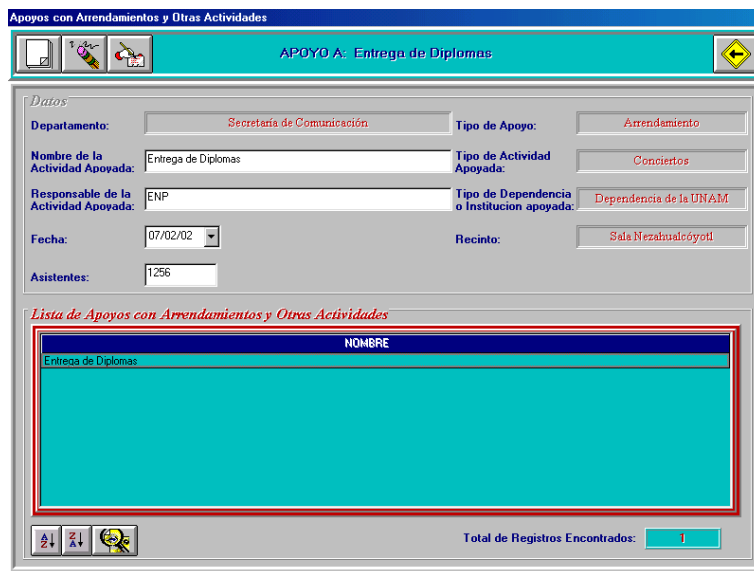 Apoyos con Arrendamientos y Otras Actividades
APOYO A: Entrega de Diplomas
Datos
Departamento: Secretaría de Comunicación Tipo de Apoyo: Arrendamiento
Nombre de la Actividad Apoyada: Entrega de Diplomas Tipo de Actividad Apoyada: Conciertos
Responsable de la Actividad Apoyada: ENP Tipo de Dependencia o Institucion apoyada: Dependencia de la UNAM
Fecha: 07/02/02 Recinto: Sala Nezahualcóyotl
Asistentes: 1256
Lista de Apoyos con Arrendamientos y Otras Actividades
NOMBRE
Entrega de Diplomas
A Z Z A Total de Registros Encontrados: 1